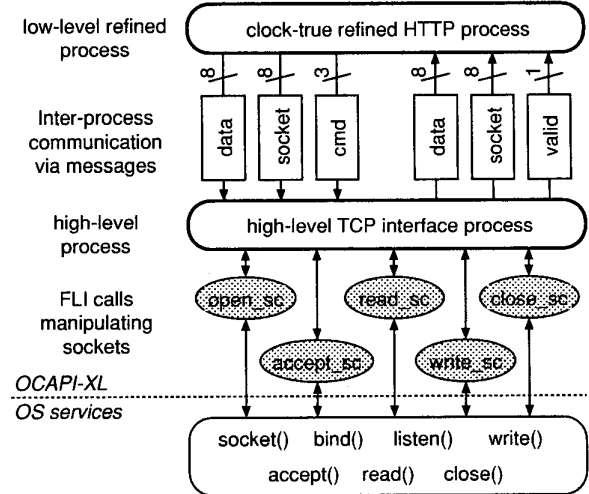 low-level refined process
clock-true refined HTTP process
8 8 3 8 8 1
Inter-process communication via messages
data socket cmd data socket valid
high-level process
high-level TCP interface process
FLI calls manipulating sockets
open_sc read_sc close_sc
accept_sc write_sc
OCAPI-XL
OS services
socket() bind() listen() write()
accept() read() close()